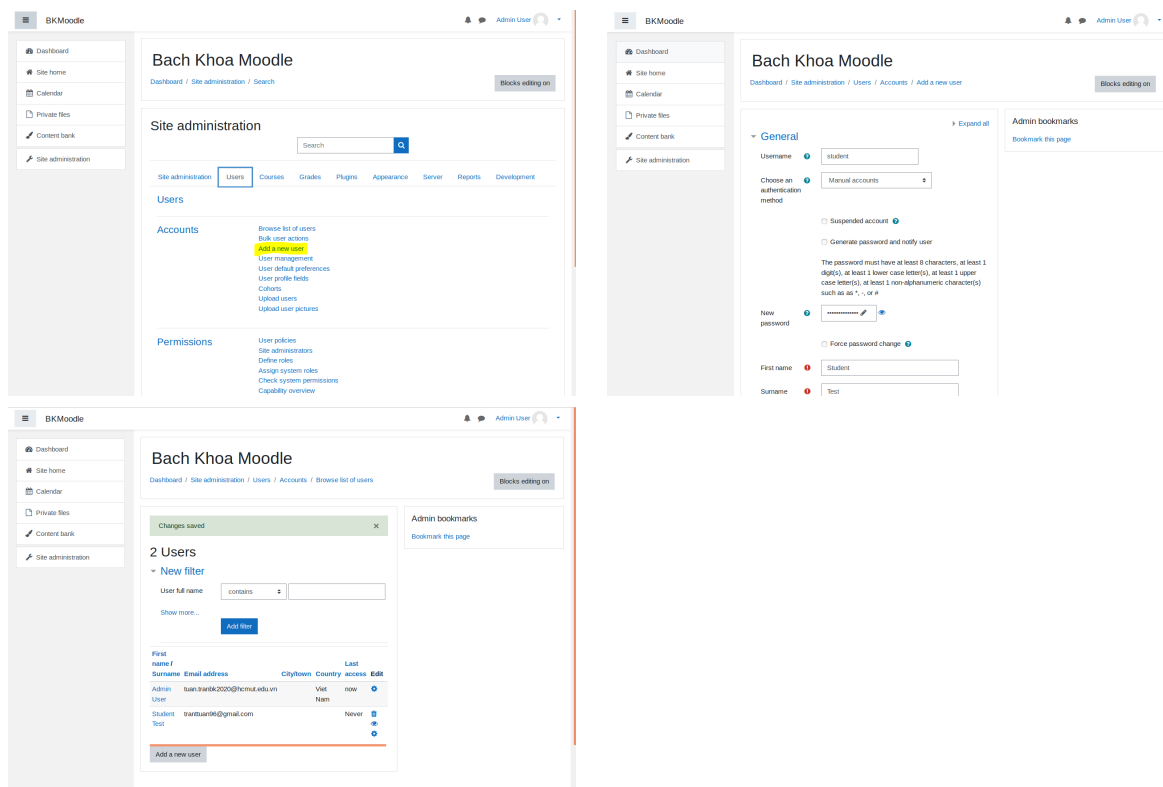 BKMoodle
Admin User
Dashboard
Site home
Calendar
Private files
Content bank
Site administration
Bach Khoa Moodle
Dashboard / Site administration / Search
Blocks editing on
Site administration
Search
Site administration Users Courses Grades Plugins Appearance Server Reports Development
Users
Accounts
Browse list of users
Bulk user actions
Add a new user
User management
User default preferences
User profile fields
Cohorts
Upload users
Upload user pictures
Permissions
User policies
Site administrators
Define roles
Assign system roles
Check system permissions
Capability overview
BKMoodle
Admin User
Dashboard
Site home
Calendar
Private files
Content bank
Site administration
Bach Khoa Moodle
Dashboard / Site administration / Users / Accounts / Add a new user
Blocks editing on
Expand all
General
Username student
Choose an
authentication
method
Manual accounts
Suspended account
Generate password and notify user
The password must have at least 8 characters, at least 1
digit(s), at least 1 lower case letter(s), at least 1 upper
case letter(s), at least 1 non-alphanumeric character(s)
such as as *, -, or #
New
password
Force password change
First name Student
Surname Test
Admin bookmarks
Bookmark this page
BKMoodle
Admin User
Dashboard
Site home
Calendar
Private files
Content bank
Site administration
Bach Khoa Moodle
Dashboard / Site administration / Users / Accounts / Browse list of users
Blocks editing on
Changes saved ×
2 Users
New filter
User full name contains
Show more...
Add filter
First
name / Last
Surname Email address City/town Country access Edit
Admin tuan.tranbk2020@hcmut.edu.vn Viet now
User Nam
Student tranttuan96@gmail.com Never
Test
Add a new user
Admin bookmarks
Bookmark this page